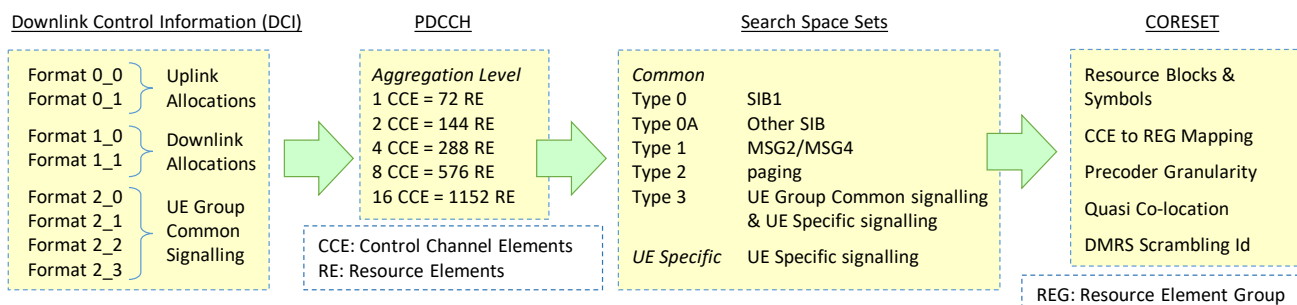 Downlink Control Information (DCI)
Format 0_0
Format 0_1
Uplink
Allocations
Format 1_0
Format 1_1
Downlink
Allocations
Format 2_0
Format 2_1
Format 2_2
Format 2_3
UE Group
Common
Signalling
PDCCH
Aggregation Level
1 CCE = 72 RE
2 CCE = 144 RE
4 CCE = 288 RE
8 CCE = 576 RE
16 CCE = 1152 RE
CCE: Control Channel Elements
RE: Resource Elements
Search Space Sets
Common
Type 0 SIB1
Type 0A Other SIB
Type 1 MSG2/MSG4
Type 2 paging
Type 3 UE Group Common signalling
& UE Specific signalling
UE Specific UE Specific signalling
CORESET
Resource Blocks &
Symbols
CCE to REG Mapping
Precoder Granularity
Quasi Co-location
DMRS Scrambling Id
REG: Resource Element Group